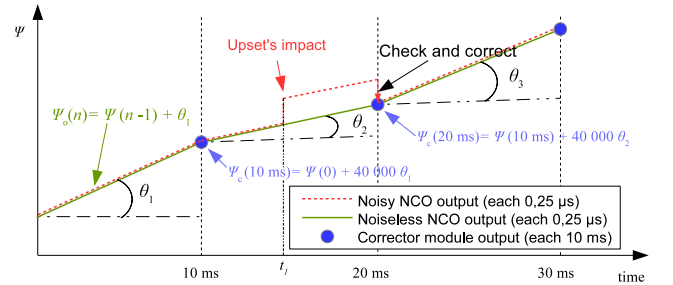 Ψ
Upset's impact
Check and correct
θ3
Ψo(n)= Ψ(n -1) + θ1
θ2
Ψc(20 ms)= Ψ(10 ms) + 40 000 θ2
Ψc(10 ms)= Ψ(0) + 40 000 θ1
θ1
Noisy NCO output (each 0,25 µs)
Noiseless NCO output (each 0,25 µs)
Corrector module output (each 10 ms)
10 ms
tI
20 ms
30 ms
time